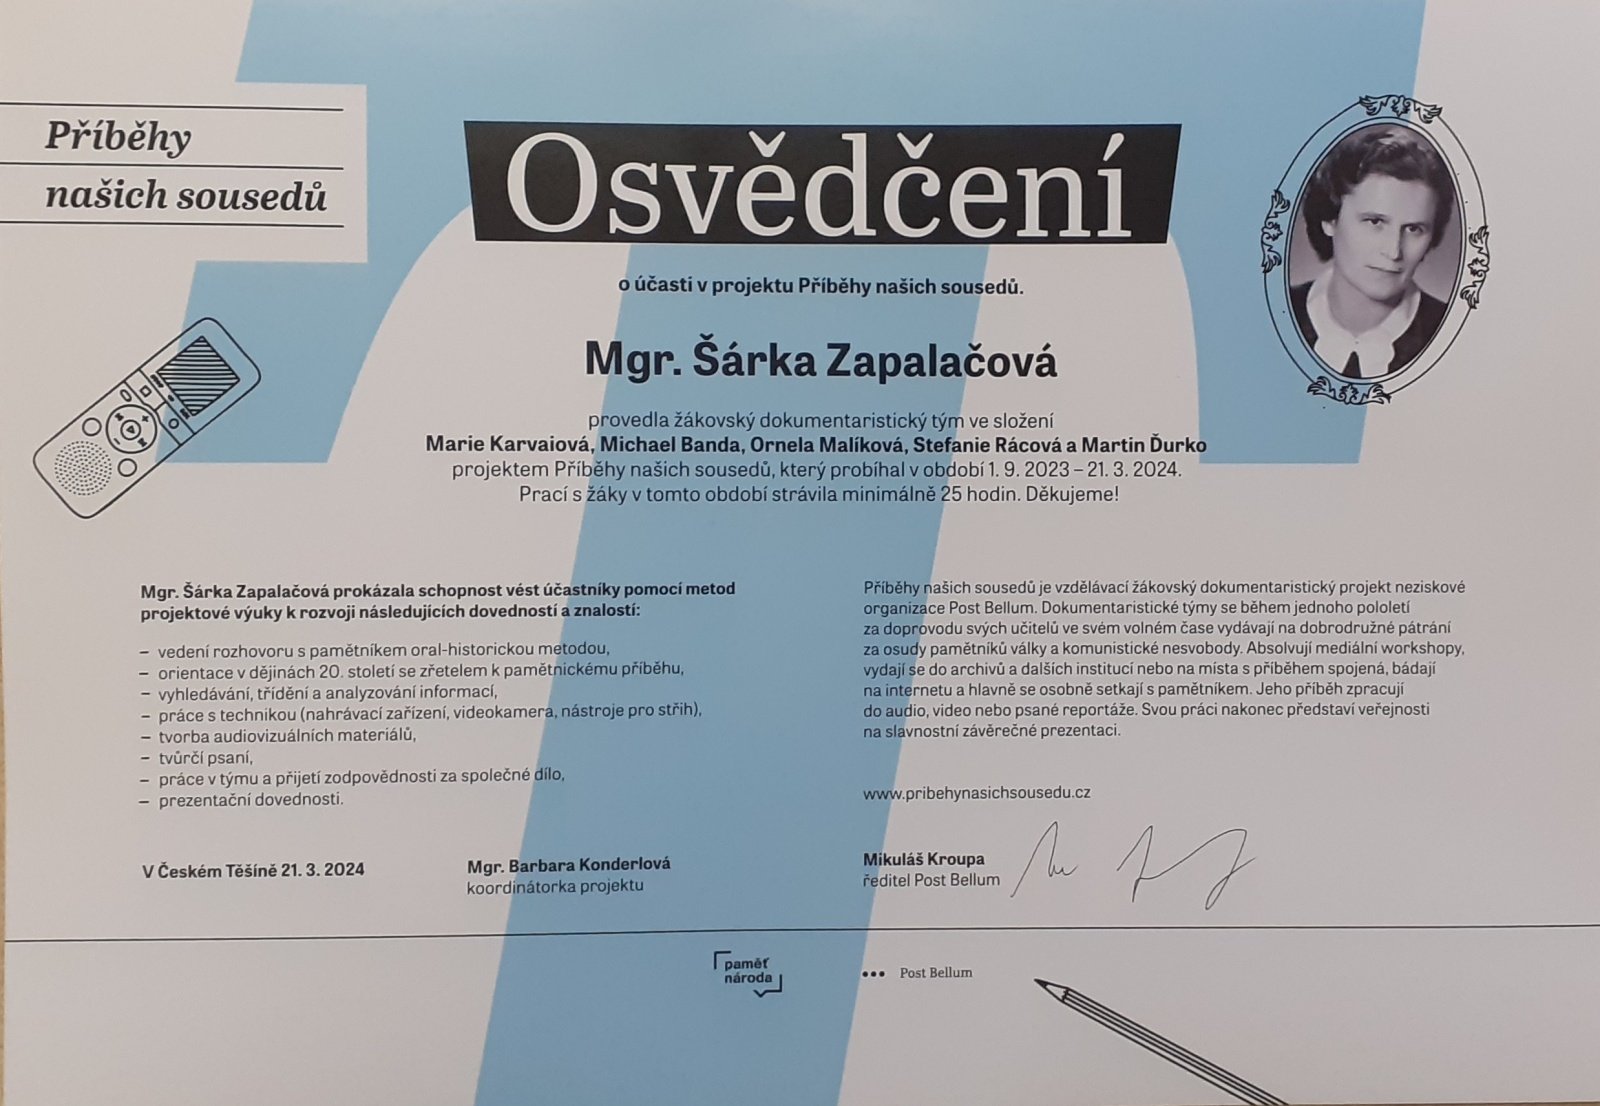 Příběhy
našich sousedů
Osvědčení
o účasti v projektu Příběhy našich sousedů.
Mgr. Šárka Zapalačová
provedla žákovský dokumentaristický tým ve složení
Marie Karvaiová, Michael Banda, Ornela Malíková, Stefanie Rácová a Martin Ďurko
projektem Příběhy našich sousedů, který probíhal v období 1. 9. 2023 – 21. 3. 2024.
Prací s žáky v tomto období strávila minimálně 25 hodin. Děkujeme!
Mgr. Šárka Zapalačová prokázala schopnost vést účastníky pomocí metod
projektové výuky k rozvoji následujících dovedností a znalostí:
– vedení rozhovoru s pamětníkem oral-historickou metodou,
– orientace v dějinách 20. století se zřetelem k pamětnickému příběhu,
– vyhledávání, třídění a analyzování informací,
– práce s technikou (nahrávací zařízení, videokamera, nástroje pro střih),
– tvorba audiovizuálních materiálů,
– tvůrčí psaní,
– práce v týmu a přijetí zodpovědnosti za společné dílo,
– prezentační dovednosti.
Příběhy našich sousedů je vzdělávací žákovský dokumentaristický projekt neziskové
organizace Post Bellum. Dokumentaristické týmy se během jednoho pololetí
za doprovodu svých učitelů ve svém volném čase vydávají na dobrodružné pátrání
za osudy pamětníků války a komunistické nesvobody. Absolvují mediální workshopy,
vydají se do archivů a dalších institucí nebo na místa s příběhem spojená, bádají
na internetu a hlavně se osobně setkají s pamětníkem. Jeho příběh zpracují
do audio, video nebo psané reportáže. Svou práci nakonec představí veřejnosti
na slavnostní závěrečné prezentaci.
www.pribehynasichsousedu.cz
V Českém Těšíně 21. 3. 2024
Mgr. Barbara Konderlová
koordinátorka projektu
Mikuláš Kroupa
ředitel Post Bellum
paměť
národa
Post Bellum